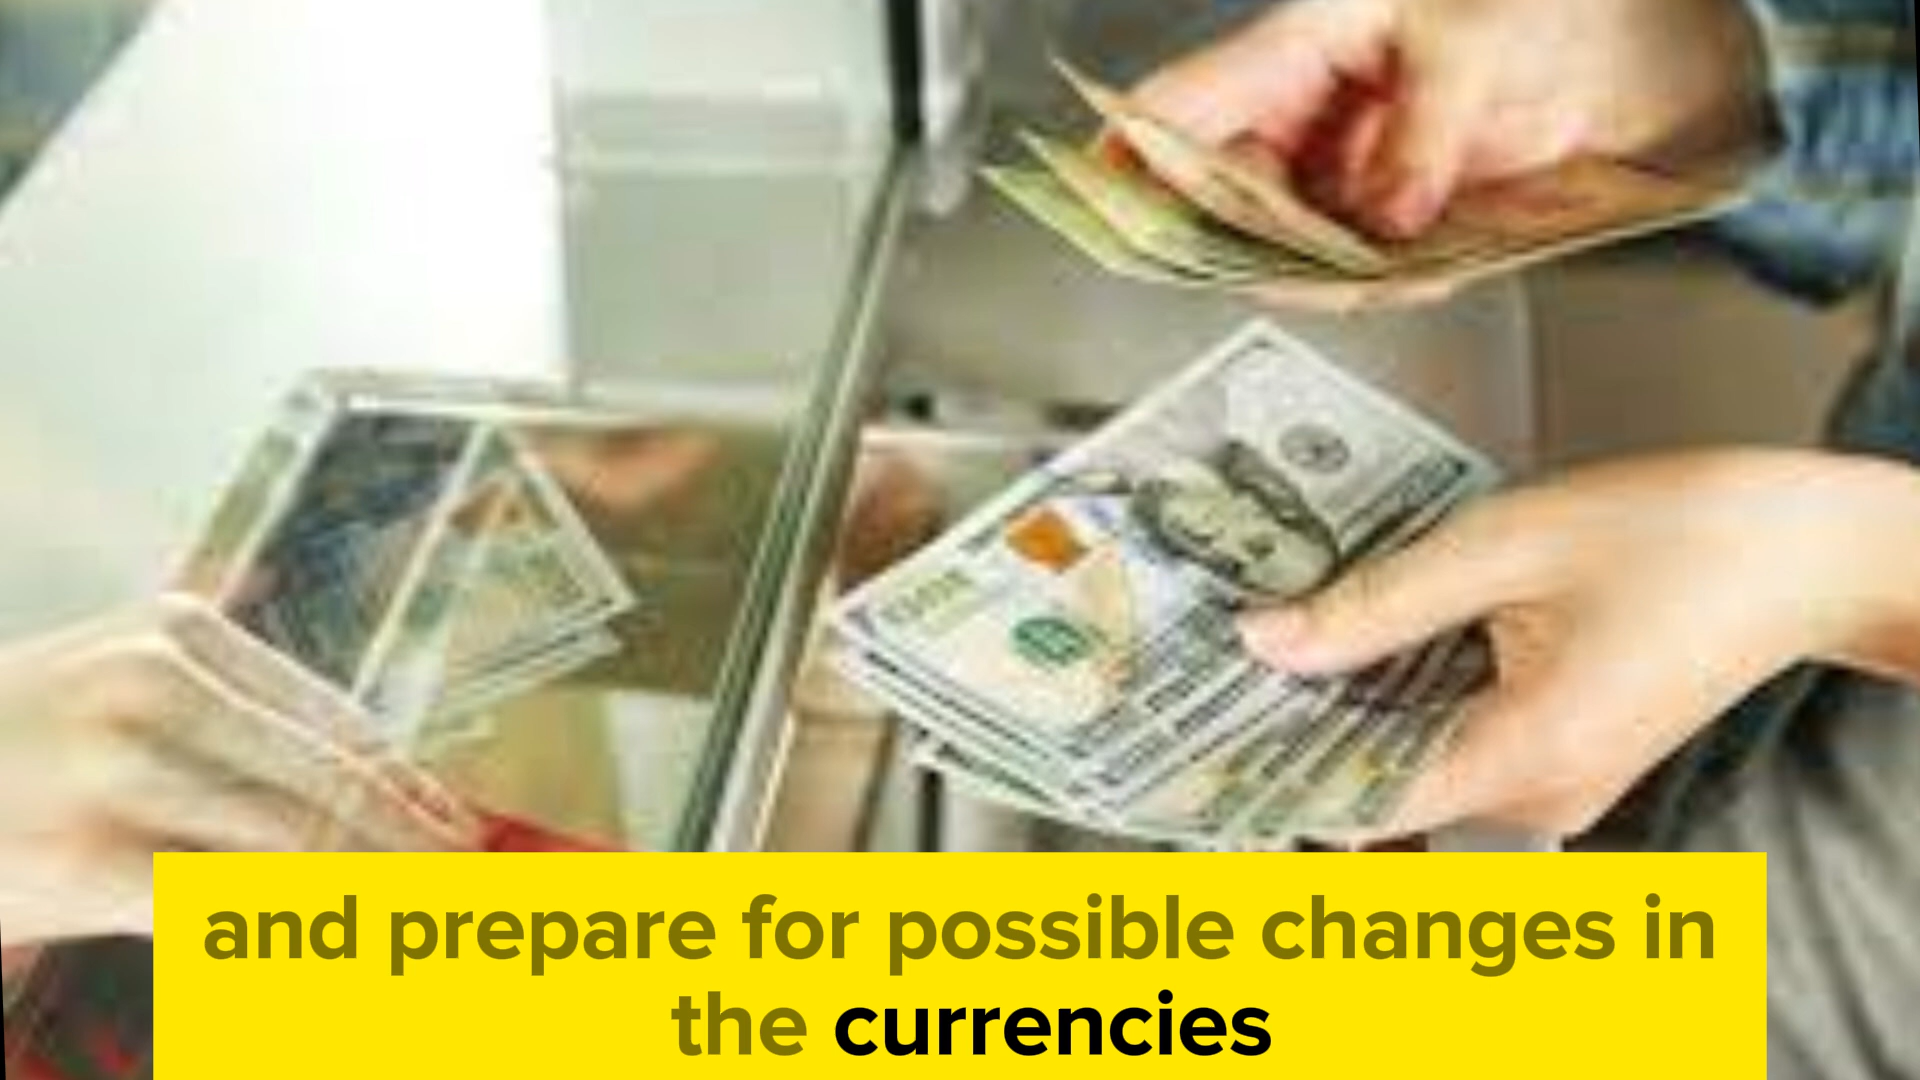 and prepare for possible changes in
the currencies